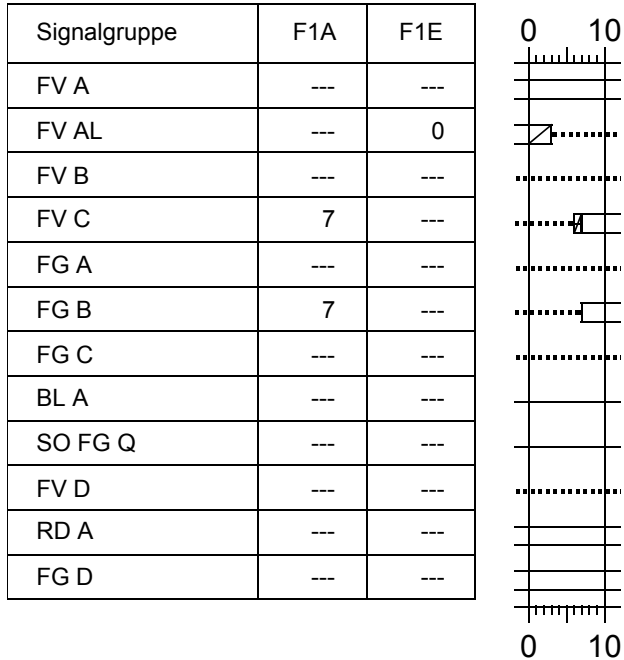 Signalgruppe F1A F1E 0 10
FV A --- ---
FV AL --- 0
FV B --- ---
FV C 7 ---
FG A --- ---
FG B 7 ---
FG C --- ---
BL A --- ---
SO FG Q --- ---
FV D --- ---
RD A --- ---
FG D --- ---
0 10